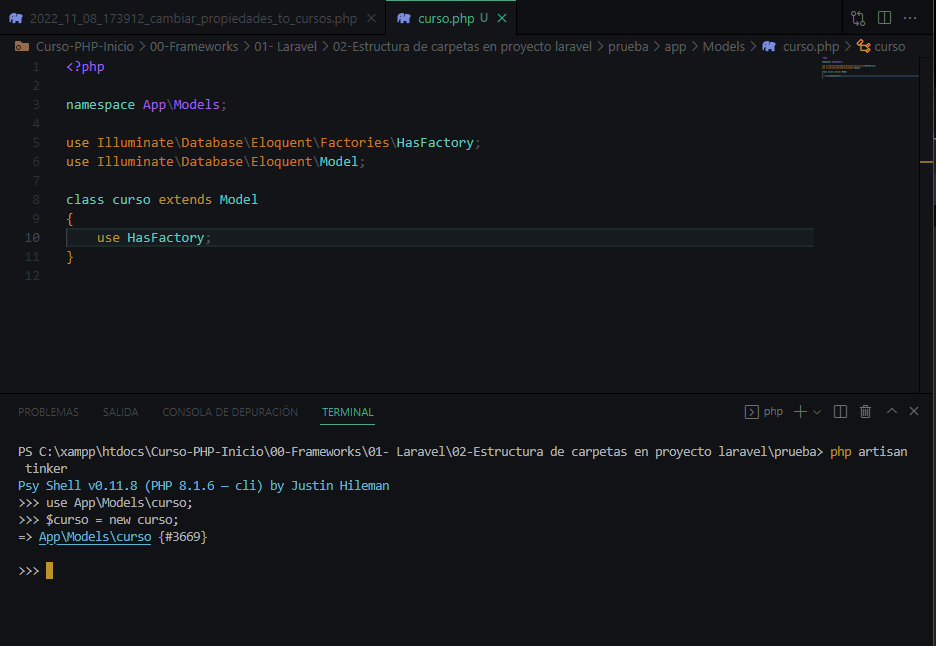 2022_11_08_173912_cambiar_propiedades_to_cursos.php
curso.php U
Curso-PHP-Inicio > 00-Frameworks > 01- Laravel > 02-Estructura de carpetas en proyecto laravel > prueba > app > Models > curso.php > curso
1 <?php
2
3 namespace App\Models;
4
5 use Illuminate\Database\Eloquent\Factories\HasFactory;
6 use Illuminate\Database\Eloquent\Model;
7
8 class curso extends Model
9 {
10 use HasFactory;
11 }
12
PROBLEMAS SALIDA CONSOLA DE DEPURACIÓN TERMINAL php
PS C:\xampp\htdocs\Curso-PHP-Inicio\00-Frameworks\01- Laravel\02-Estructura de carpetas en proyecto laravel\prueba> php artisan
tinker
Psy Shell v0.11.8 (PHP 8.1.6 — cli) by Justin Hileman
>>> use App\Models\curso;
>>> $curso = new curso;
=> App\Models\curso {#3669}
>>>